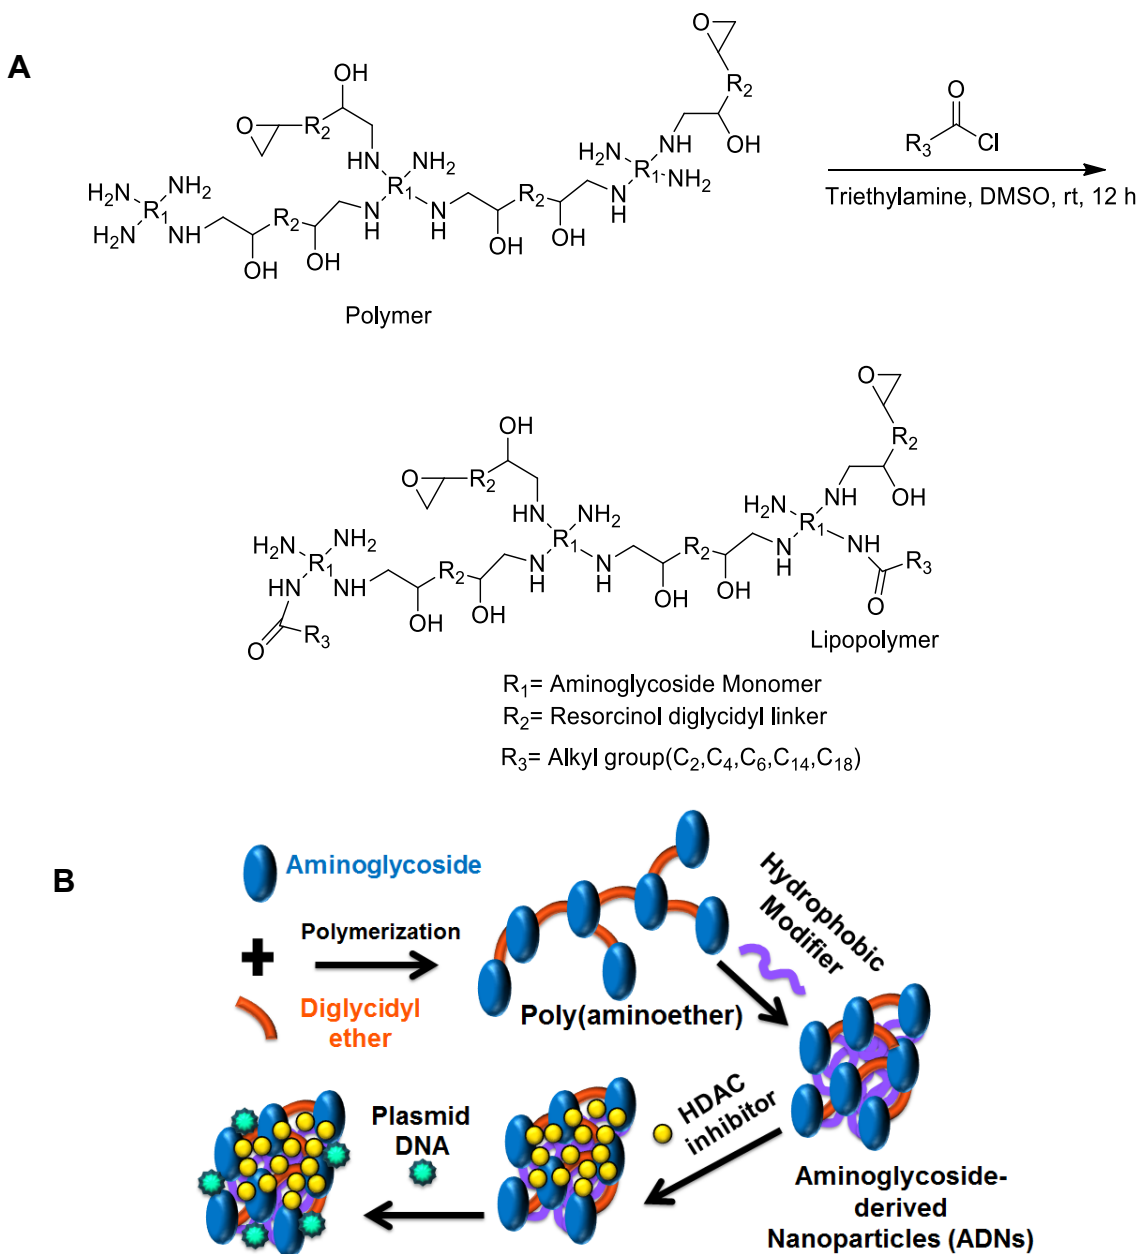 A
O
OH
O
R₂
R₂
OH
HN
NH₂
R₁
H₂N
NH
R₁
NH₂
H₂N
NH₂
R₁
H₂N
NH
R₂
N
H
N
H
R₂
N
H
OH
OH
OH
OH
Polymer
O
R₃
Cl
Triethylamine, DMSO, rt, 12 h
O
OH
O
R₂
R₂
OH
HN
NH₂
R₁
H₂N
NH
R₁
NH
H₂N
NH₂
R₁
HN
NH
R₂
N
H
N
H
R₂
N
H
R₃
O
OH
OH
OH
OH
O
R₃
Lipopolymer
R₁= Aminoglycoside Monomer
R₂= Resorcinol diglycidyl linker
R₃= Alkyl group(C₂,C₄,C₆,C₁₄,C₁₈)
B
Aminoglycoside
+
Diglycidyl
ether
Polymerization
Poly(aminoether)
Hydrophobic
Modifier
Aminoglycoside-
derived
Nanoparticles (ADNs)
HDAC
inhibitor
Plasmid
DNA